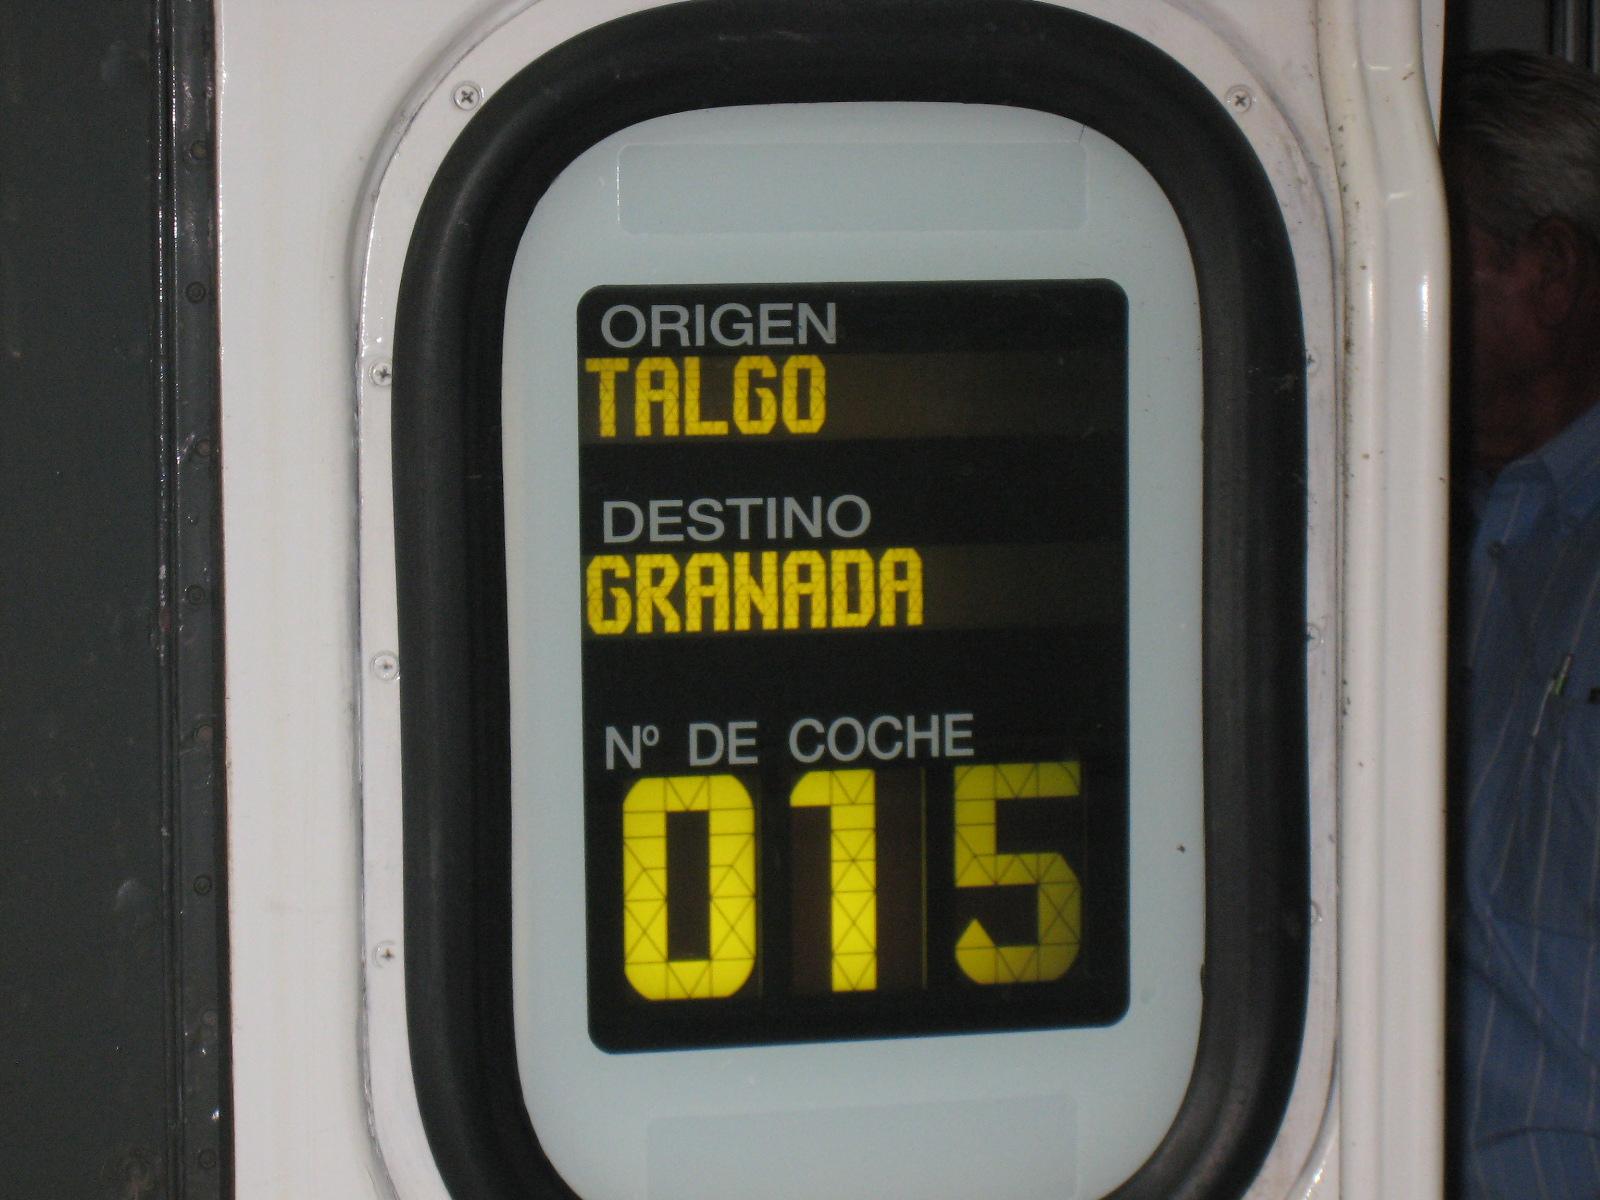 ORIGEN
TALGO
DESTINO
GRANADA
Nº DE COCHE
015